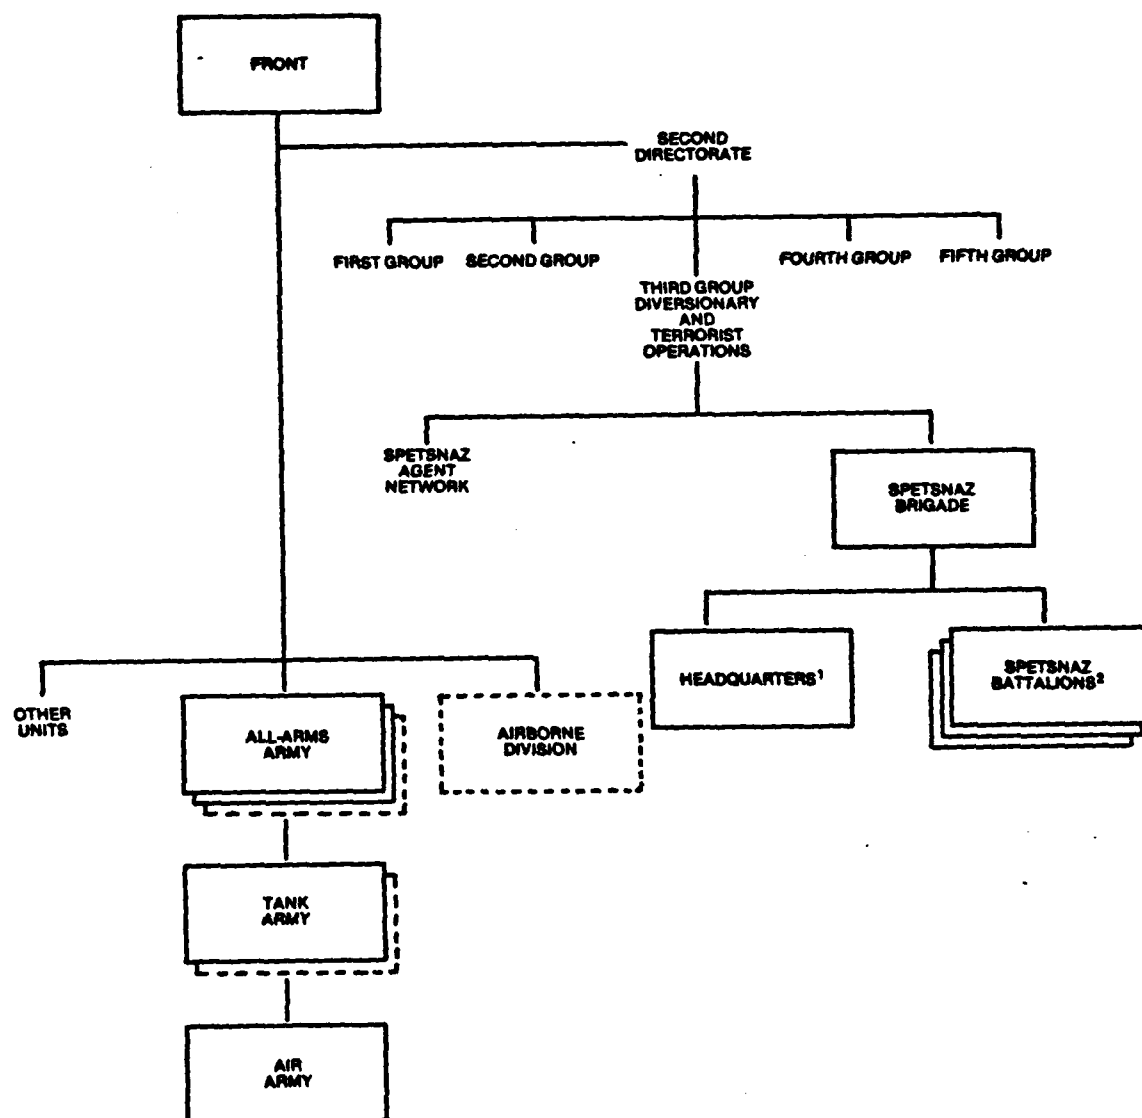 FRONT
SECOND
DIRECTORATE
FIRST GROUP
SECOND GROUP
FOURTH GROUP
FIFTH GROUP
THIRD GROUP
DIVERSIONARY
AND
TERRORIST
OPERATIONS
SPETSNAZ
AGENT
NETWORK
SPETSNAZ
BRIGADE
HEADQUARTERS¹
SPETSNAZ
BATTALIONS²
OTHER
UNITS
ALL-ARMS
ARMY
AIRBORNE
DIVISION
TANK
ARMY
AIR
ARMY